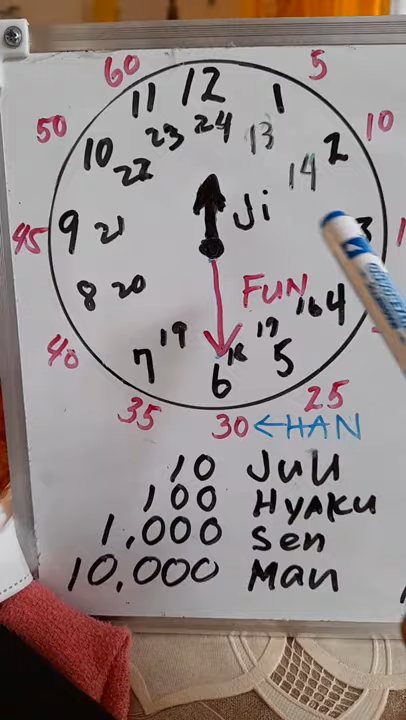 60 5
11 12 1
50 10
10 23 24 13 2
22 14
45 9 21 Ji 3
8 20 FUN 16 4
40 7 19 18 17 5
6
35 30 ← HAN 25
10 Juu
100 Hyaku
1,000 Sen
10,000 Man